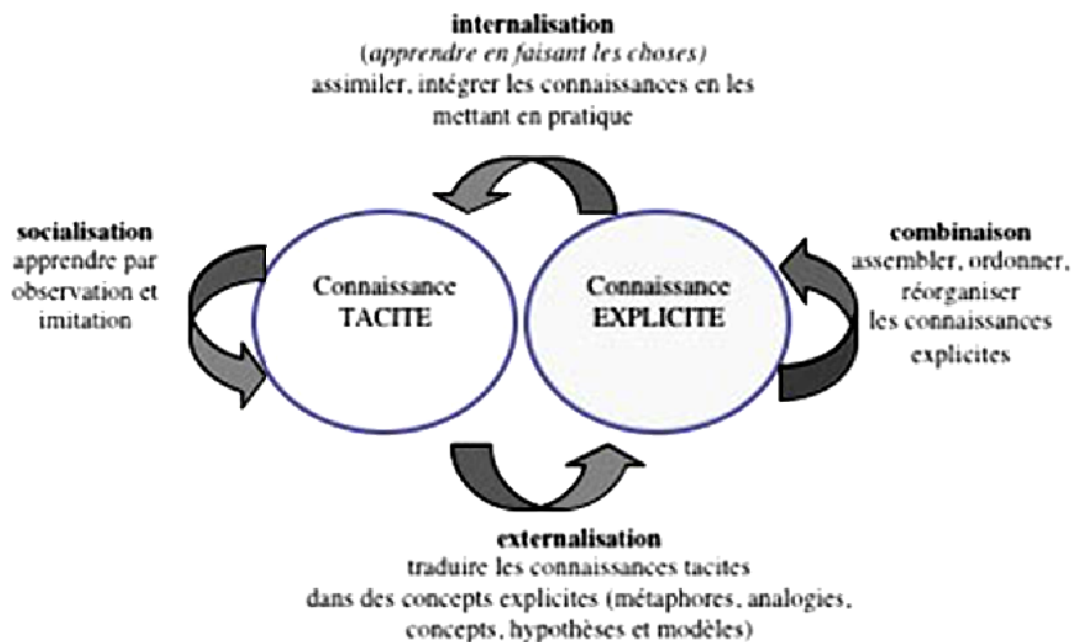 internalisation
(apprendre en faisant les choses)
assimiler, intégrer les connaissances en les
mettant en pratique
socialisation
apprendre par
observation et
imitation
Connaissance
TACITE
Connaissance
EXPLICITE
combinaison
assembler, ordonner,
réorganiser
les connaissances
explicites
externalisation
traduire les connaissances tacites
dans des concepts explicites (métaphores, analogies,
concepts, hypothèses et modèles)